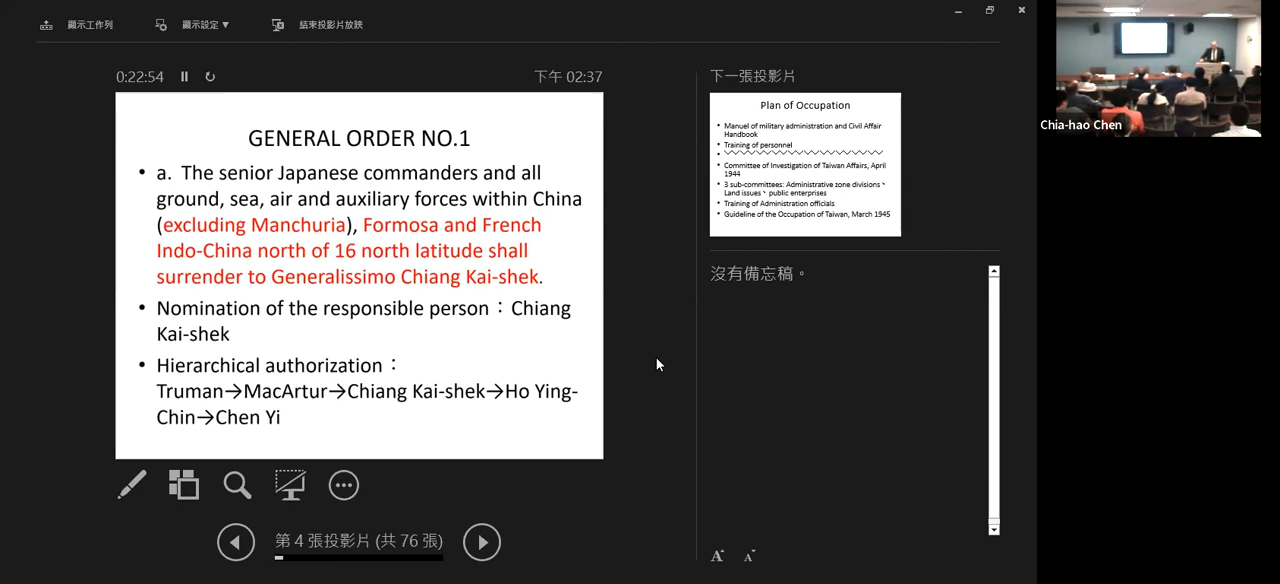 顯示工作列
顯示設定 ▼
結束投影片放映
0:22:54
下午 02:37
GENERAL ORDER NO.1
• a. The senior Japanese commanders and all
ground, sea, air and auxiliary forces within China
(excluding Manchuria), Formosa and French
Indo-China north of 16 north latitude shall
surrender to Generalissimo Chiang Kai-shek.
• Nomination of the responsible person：Chiang
Kai-shek
• Hierarchical authorization：
Truman→MacArtur→Chiang Kai-shek→Ho Ying-
Chin→Chen Yi
第 4 張投影片 (共 76 張)
下一張投影片
Plan of Occupation
• Manuel of military administration and Civil Affair
Handbook
• Training of personnel
• Committee of Investigation of Taiwan Affairs, April
1944
• 3 sub-committees: Administrative zone divisions、
Land issues、public enterprises
• Training of Administration officials
• Guideline of the Occupation of Taiwan, March 1945
沒有備忘稿。
A A
Chia-hao Chen